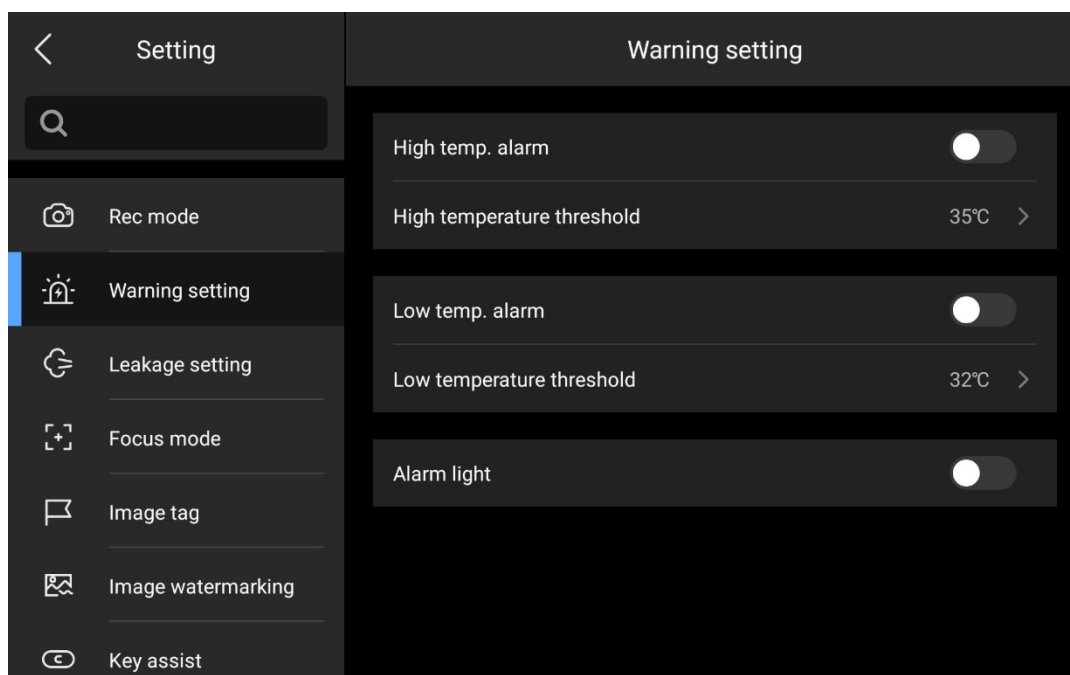 Setting
Rec mode
Warning setting
Leakage setting
Focus mode
Image tag
Image watermarking
Key assist
Warning setting
High temp. alarm
High temperature threshold 35℃
Low temp. alarm
Low temperature threshold 32℃
Alarm light